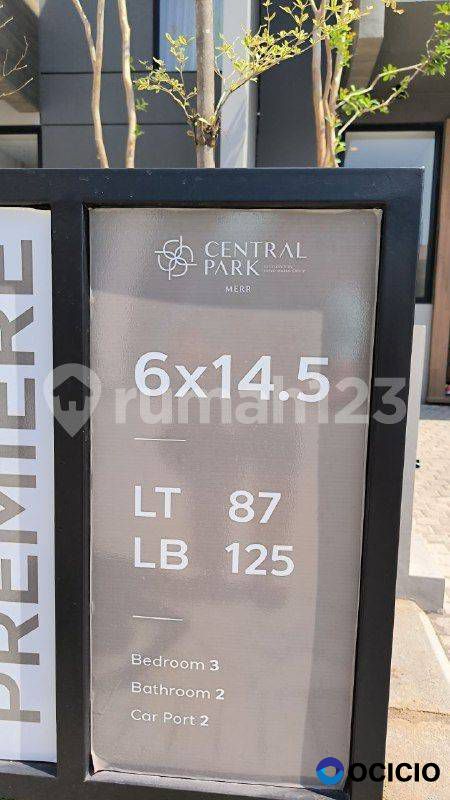 CENTRAL
PARK
MERR
6x14.5
rumah123
LT 87
LB 125
Bedroom 3
Bathroom 2
Car Port 2
PREMIERE
OCICIO